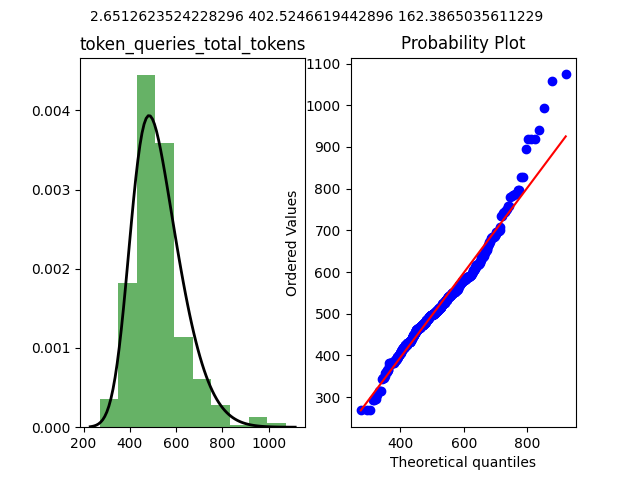 2.6512623524228296 402.5246619442896 162.3865035611229
token_queries_total_tokens
0.004
0.003
0.002
0.001
0.000
200 400 600 800 1000
Probability Plot
1100
1000
900
800
700
600
500
400
300
Ordered Values
400 600 800
Theoretical quantiles